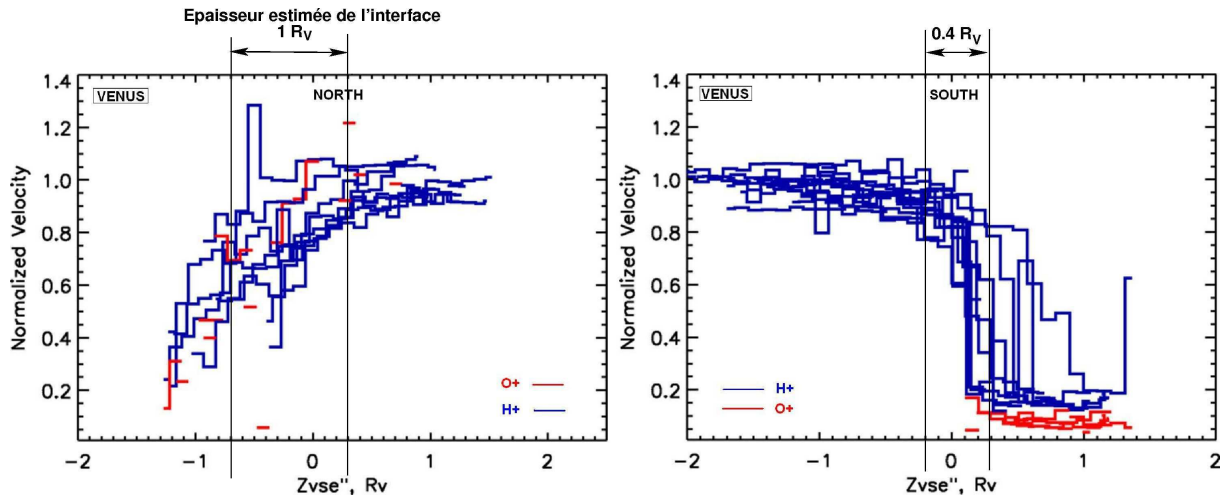 Epaisseur estimée de l'interface
1 RV
0.4 RV
VENUS
NORTH
1.4
1.2
1.0
0.8
0.6
0.4
0.2
Normalized Velocity
O+
H+
-2
-1
0
1
2
Zvse", Rv
VENUS
SOUTH
1.4
1.2
1.0
0.8
0.6
0.4
0.2
Normalized Velocity
H+
O+
-2
-1
0
1
2
Zvse", Rv